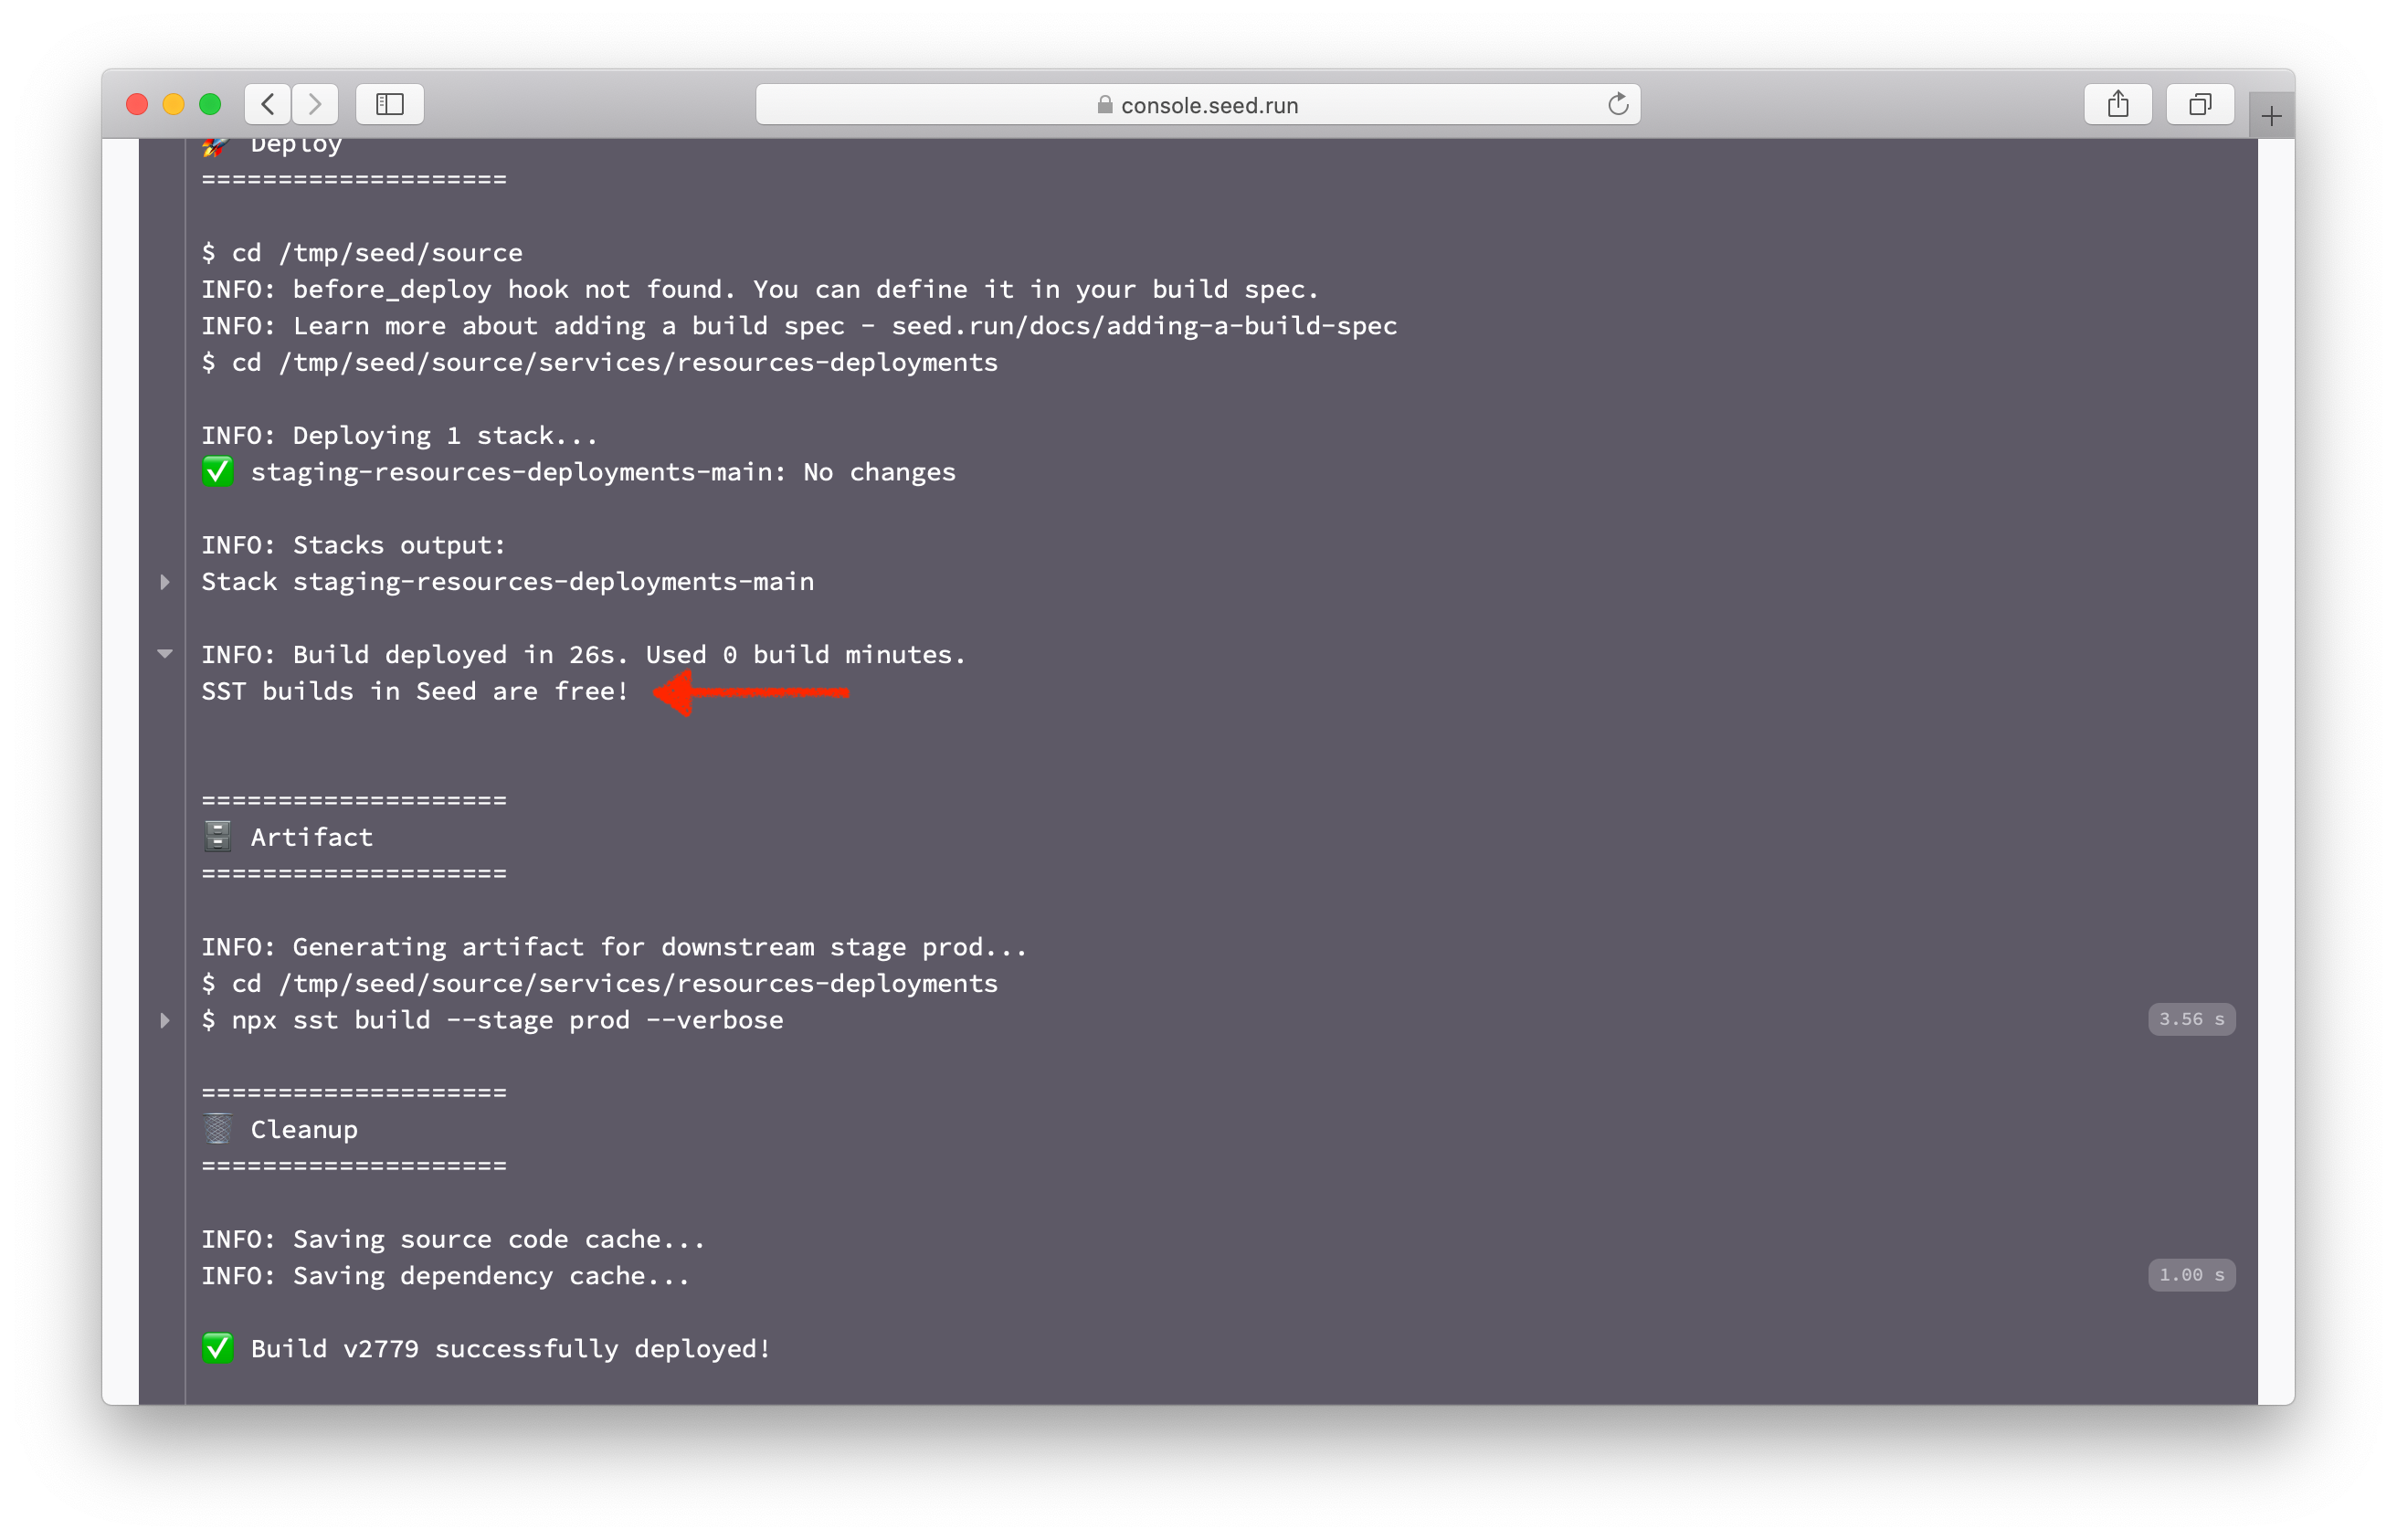 console.seed.run
🚀 Deploy
====================
$ cd /tmp/seed/source
INFO: before_deploy hook not found. You can define it in your build spec.
INFO: Learn more about adding a build spec - seed.run/docs/adding-a-build-spec
$ cd /tmp/seed/source/services/resources-deployments
INFO: Deploying 1 stack...
✅ staging-resources-deployments-main: No changes
INFO: Stacks output:
Stack staging-resources-deployments-main
INFO: Build deployed in 26s. Used 0 build minutes.
SST builds in Seed are free!
====================
🗄️ Artifact
====================
INFO: Generating artifact for downstream stage prod...
$ cd /tmp/seed/source/services/resources-deployments
$ npx sst build --stage prod --verbose 3.56 s
====================
🗑️ Cleanup
====================
INFO: Saving source code cache...
INFO: Saving dependency cache... 1.00 s
✅ Build v2779 successfully deployed!